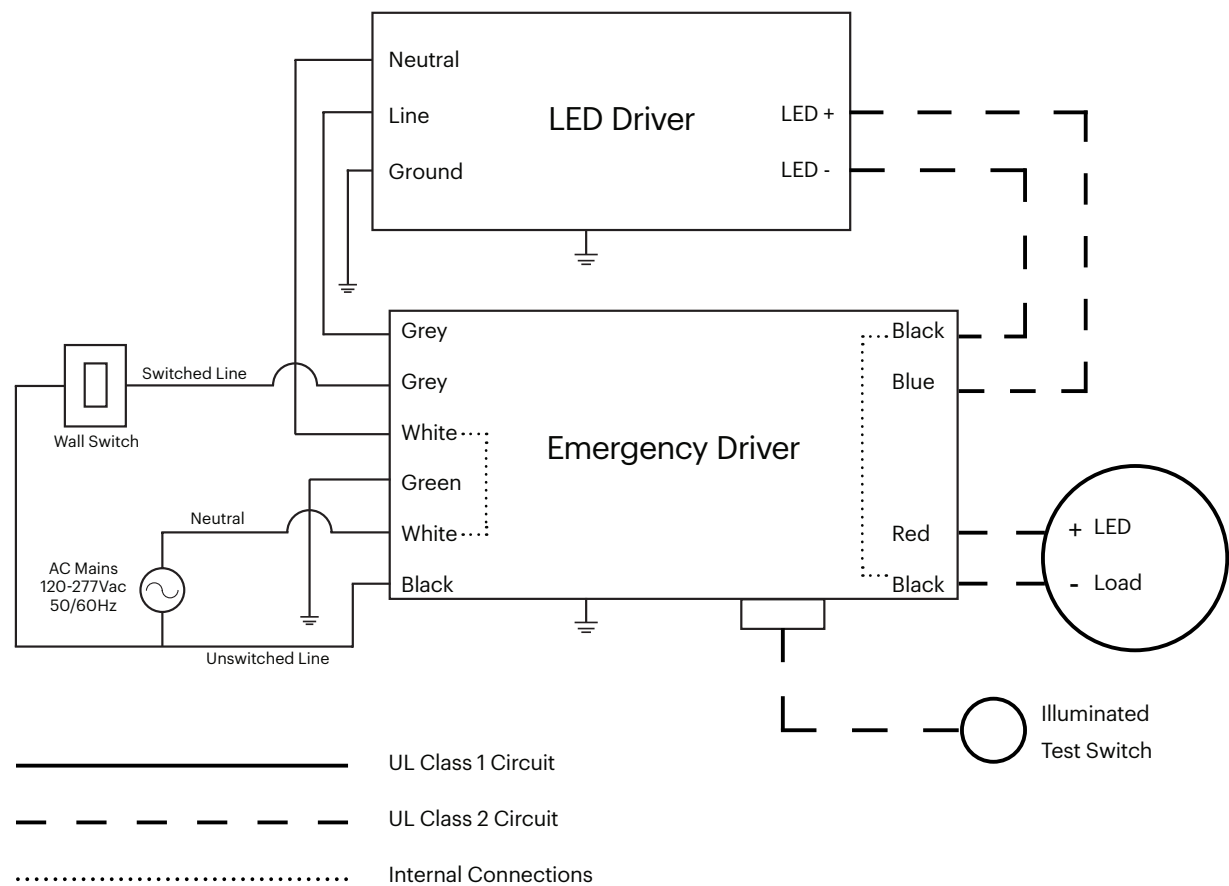 Neutral
Line
Ground
LED Driver
LED +
LED -
Grey
Grey
White
Green
White
Black
Emergency Driver
Black
Blue
Red
Black
Switched Line
Wall Switch
Neutral
AC Mains
120-277Vac
50/60Hz
Unswitched Line
+ LED
- Load
Illuminated
Test Switch
UL Class 1 Circuit
UL Class 2 Circuit
Internal Connections